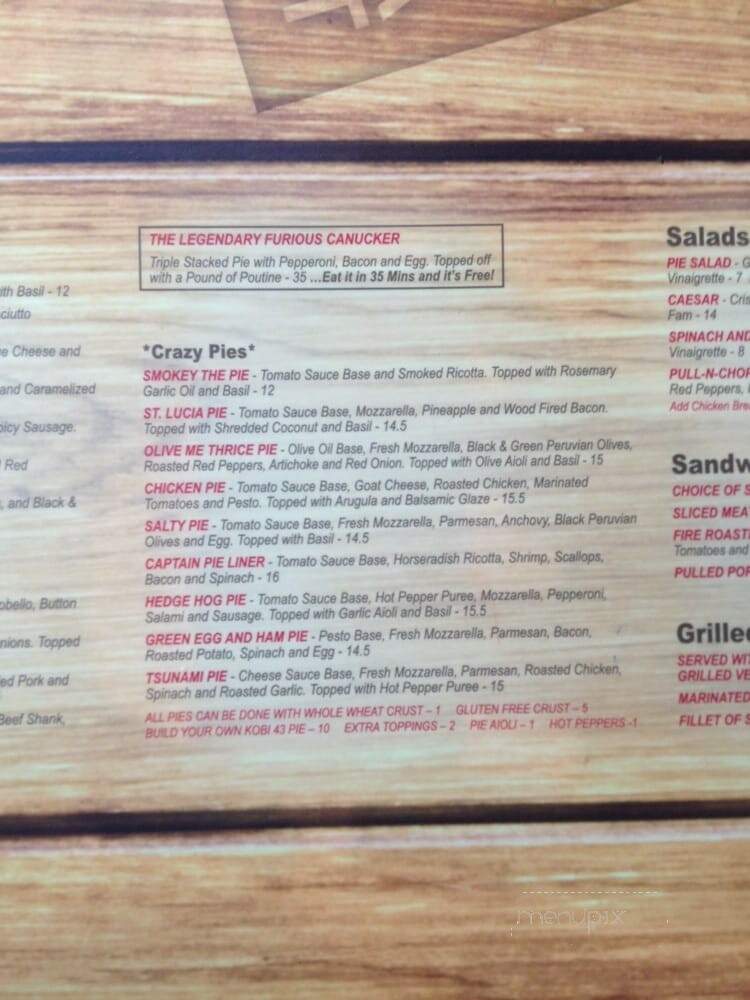 ith Basil - 12
ciutto
e Cheese and
and Caramelized
picy Sausage.
Red
, and Black &
obello, Button
nions. Topped
ed Pork and
Beef Shank,
THE LEGENDARY FURIOUS CANUCKER
Triple Stacked Pie with Pepperoni, Bacon and Egg. Topped off
with a Pound of Poutine - 35 ...Eat it in 35 Mins and it's Free!
*Crazy Pies*
SMOKEY THE PIE - Tomato Sauce Base and Smoked Ricotta. Topped with Rosemary
Garlic Oil and Basil - 12
ST. LUCIA PIE - Tomato Sauce Base, Mozzarella, Pineapple and Wood Fired Bacon.
Topped with Shredded Coconut and Basil - 14.5
OLIVE ME THRICE PIE - Olive Oil Base, Fresh Mozzarella, Black & Green Peruvian Olives,
Roasted Red Peppers, Artichoke and Red Onion. Topped with Olive Aioli and Basil - 15
CHICKEN PIE - Tomato Sauce Base, Goat Cheese, Roasted Chicken, Marinated
Tomatoes and Pesto. Topped with Arugula and Balsamic Glaze - 15.5
SALTY PIE - Tomato Sauce Base, Fresh Mozzarella, Parmesan, Anchovy, Black Peruvian
Olives and Egg. Topped with Basil - 14.5
CAPTAIN PIE LINER - Tomato Sauce Base, Horseradish Ricotta, Shrimp, Scallops,
Bacon and Spinach - 16
HEDGE HOG PIE - Tomato Sauce Base, Hot Pepper Puree, Mozzarella, Pepperoni,
Salami and Sausage. Topped with Garlic Aioli and Basil - 15.5
GREEN EGG AND HAM PIE - Pesto Base, Fresh Mozzarella, Parmesan, Bacon,
Roasted Potato, Spinach and Egg - 14.5
TSUNAMI PIE - Cheese Sauce Base, Fresh Mozzarella, Parmesan, Roasted Chicken,
Spinach and Roasted Garlic. Topped with Hot Pepper Puree - 15
ALL PIES CAN BE DONE WITH WHOLE WHEAT CRUST – 1 GLUTEN FREE CRUST – 5
BUILD YOUR OWN KOBI 43 PIE – 10 EXTRA TOPPINGS – 2 PIE AIOLI – 1 HOT PEPPERS -1
Salads
PIE SALAD - G
Vinaigrette - 7
CAESAR - Cris
Fam - 14
SPINACH AND
Vinaigrette - 8
PULL-N-CHOP
Red Peppers,
Add Chicken Bre
Sandw
CHOICE OF S
SLICED MEAT
FIRE ROASTE
Tomatoes and
PULLED POR
Grilled
SERVED WIT
GRILLED VE
MARINATED
FILLET OF S
menupix